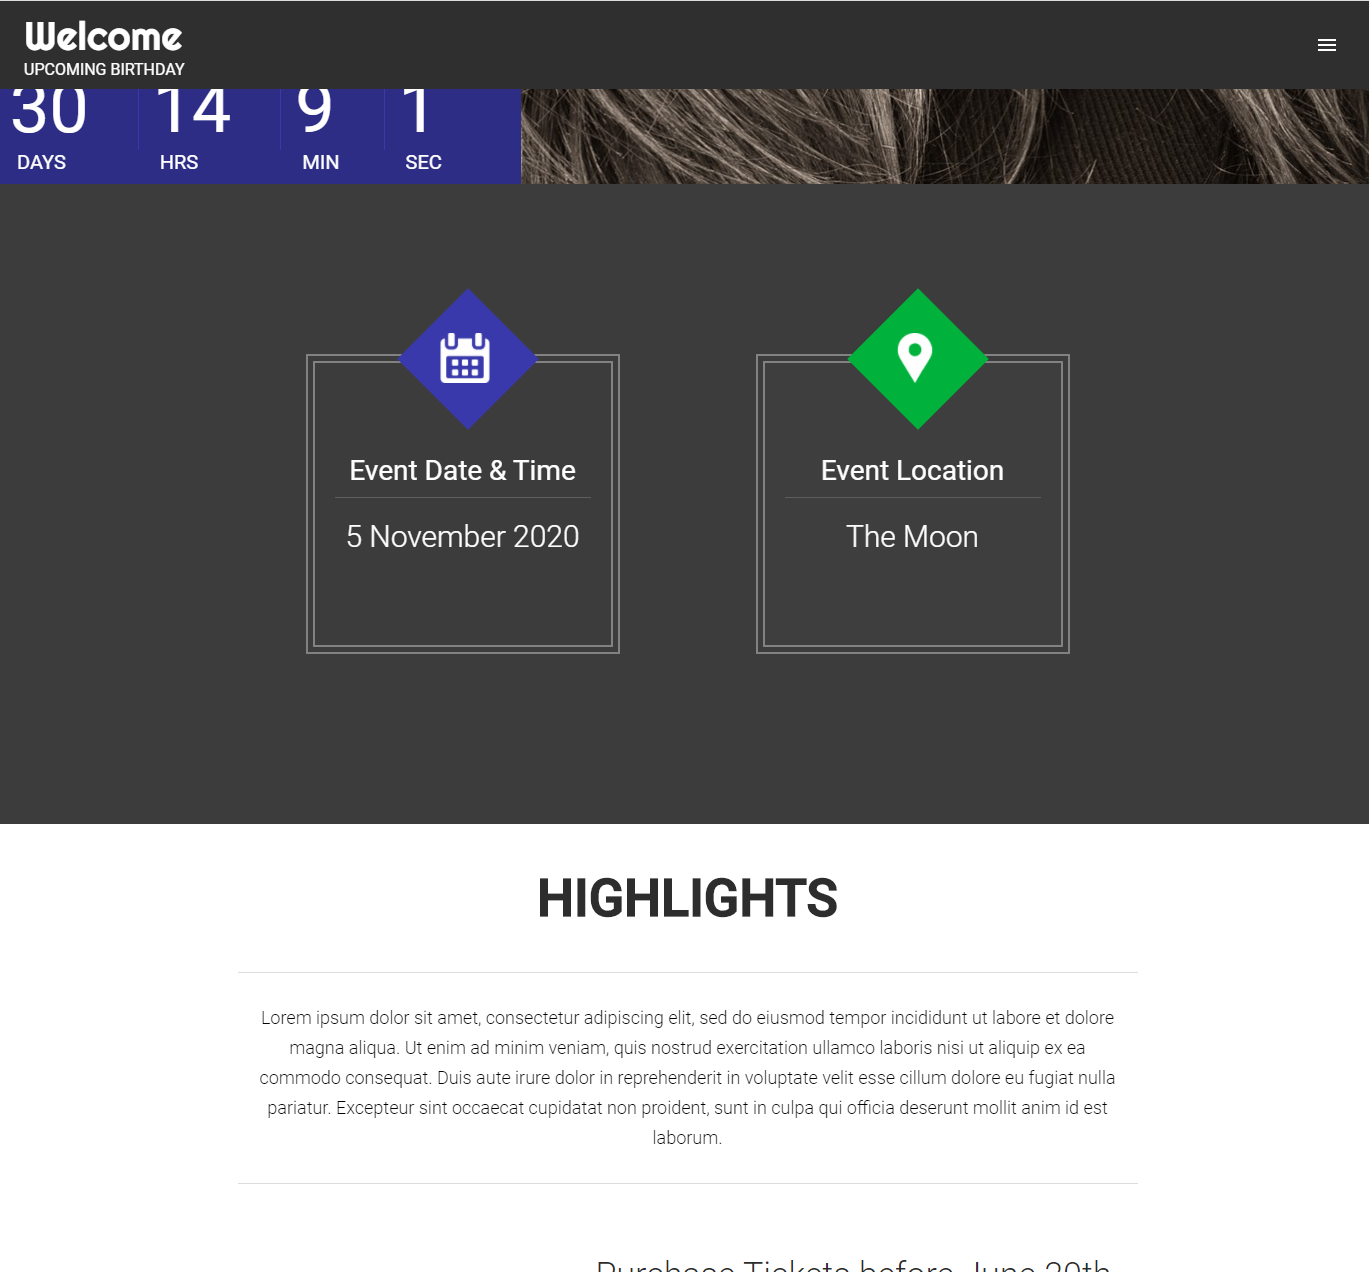 Welcome
UPCOMING BIRTHDAY
30 14 9 1
DAYS HRS MIN SEC
Event Date & Time
5 November 2020
Event Location
The Moon
HIGHLIGHTS
Lorem ipsum dolor sit amet, consectetur adipiscing elit, sed do eiusmod tempor incididunt ut labore et dolore
magna aliqua. Ut enim ad minim veniam, quis nostrud exercitation ullamco laboris nisi ut aliquip ex ea
commodo consequat. Duis aute irure dolor in reprehenderit in voluptate velit esse cillum dolore eu fugiat nulla
pariatur. Excepteur sint occaecat cupidatat non proident, sunt in culpa qui officia deserunt mollit anim id est
laborum.
Purchase Tickets before June 20th